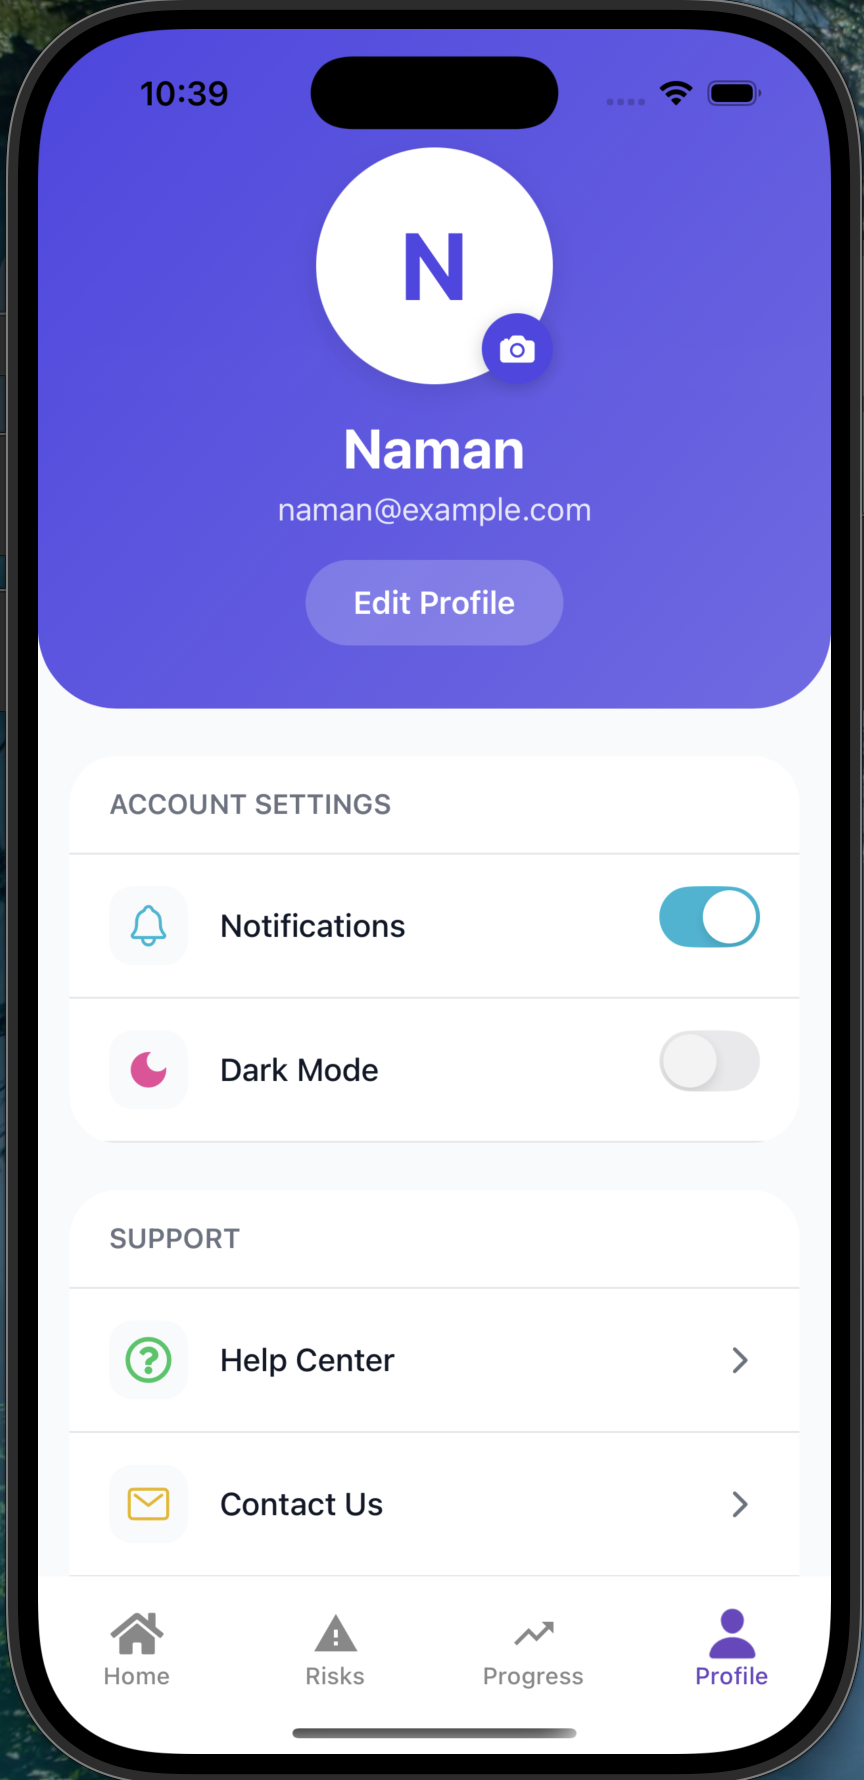 10:39
N
Naman
naman@example.com
Edit Profile
ACCOUNT SETTINGS
Notifications
Dark Mode
SUPPORT
Help Center
Contact Us
Home
Risks
Progress
Profile